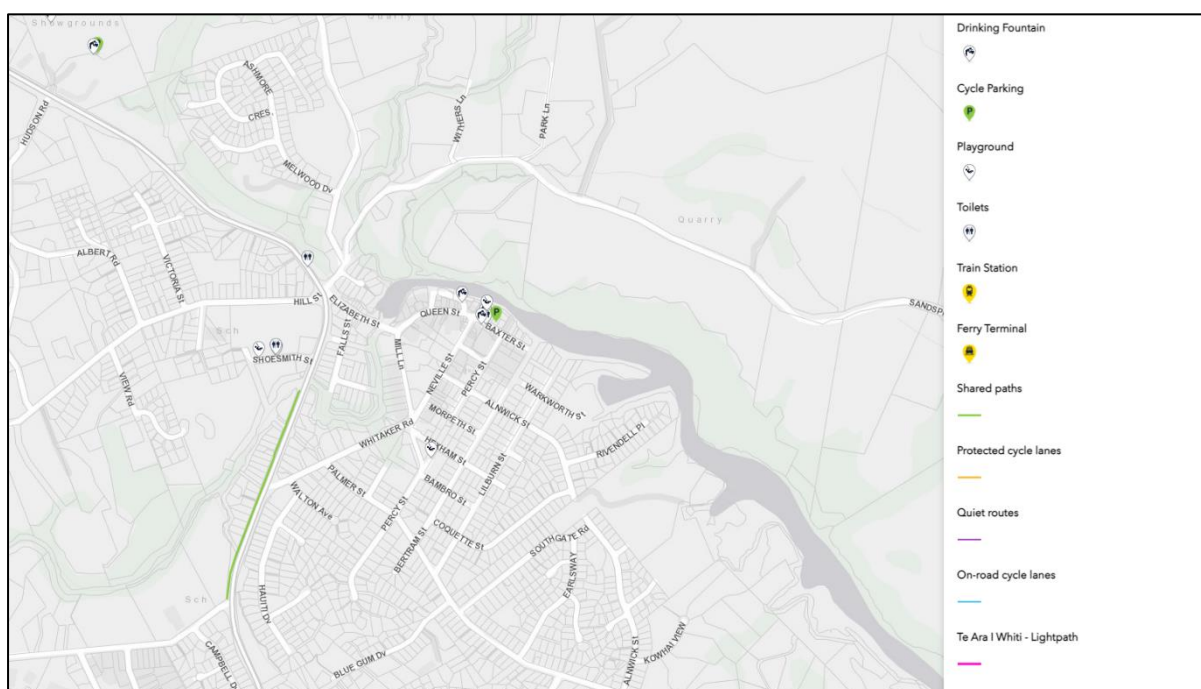 Showgrounds
Quarry
HUDSON Rd
ASHMORE
CRES.
MELWOOD Dv
WITHERS Ln
PARK Ln
Quarry
SANDSP
ALBERT Rd
VICTORIA St
HILL St
ELIZABETH St
QUEEN St
BAXTER St
Sch
SHOESMITH St
FALLS St
MILL Ln
NEVILLE St
PERCY St
WARKWORTH St
VIEW Rd
MORPETH St
ALNWICK St
WHITAKER Rd
HEXHAM St
RIVENDELL Pl
PALMER St
BAMBRO St
LILBURN St
WALTON Ave
PERCY St
COQUETTE St
BERTRAM St
SOUTHGATE Rd
EARLSWAY
Sch
HAUITI Dv
CAMPBELL D
BLUE GUM Dv
ALNWICK St
KOWHAI VIEW
Drinking Fountain
Cycle Parking
P
Playground
Toilets
Train Station
Ferry Terminal
Shared paths
Protected cycle lanes
Quiet routes
On-road cycle lanes
Te Ara I Whiti - Lightpath
P